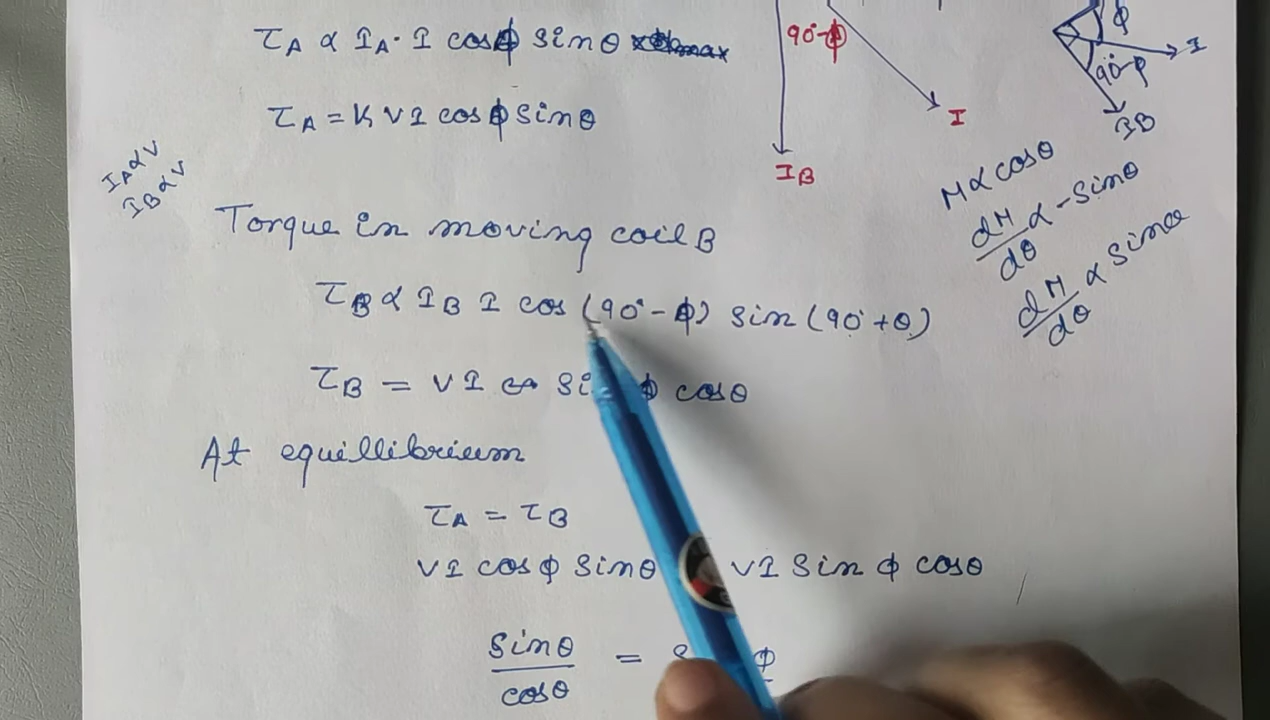 τA ∝ IA· I cosϕ sinθ
τA = K V I cosϕ sinθ
IA ∝ V
IB ∝ V
Torque in moving coil B
τB ∝ IB I cos (90° - ϕ) sin (90° + θ)
τB = V I ϕ cosθ
At equillibrium
τA = τB
V I cos ϕ sinθ V I sin ϕ cosθ
sinθ
cosθ
=
ϕ
90°-ϕ
I
IB
ϕ
I
90°-ϕ
IB
M ∝ cosθ
dM/dθ ∝ - sinθ
dM/dθ ∝